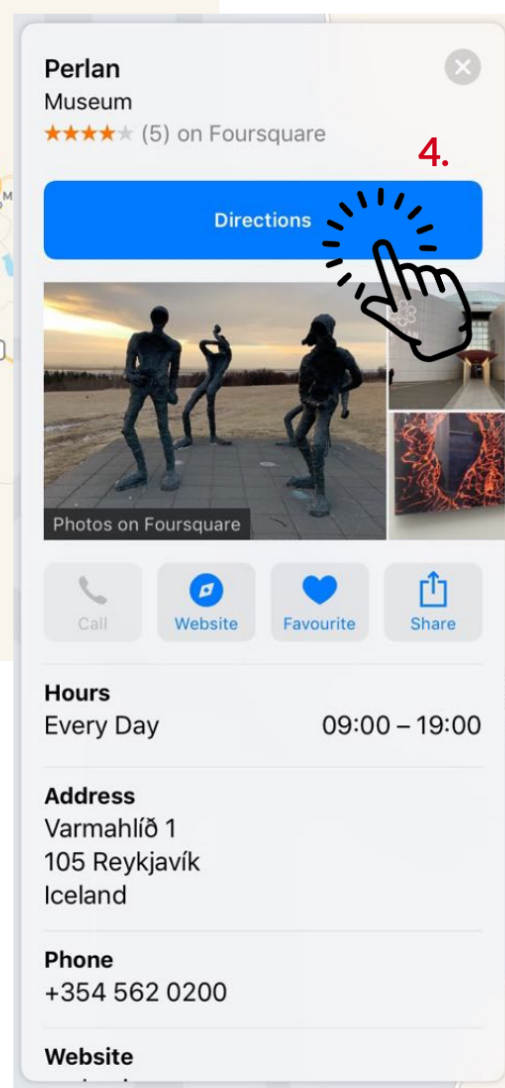 Perlan
Museum
(5) on Foursquare
4.
Directions
Photos on Foursquare
Call
Website
Favourite
Share
Hours
Every Day 09:00 – 19:00
Address
Varmahlíð 1
105 Reykjavík
Iceland
Phone
+354 562 0200
Website